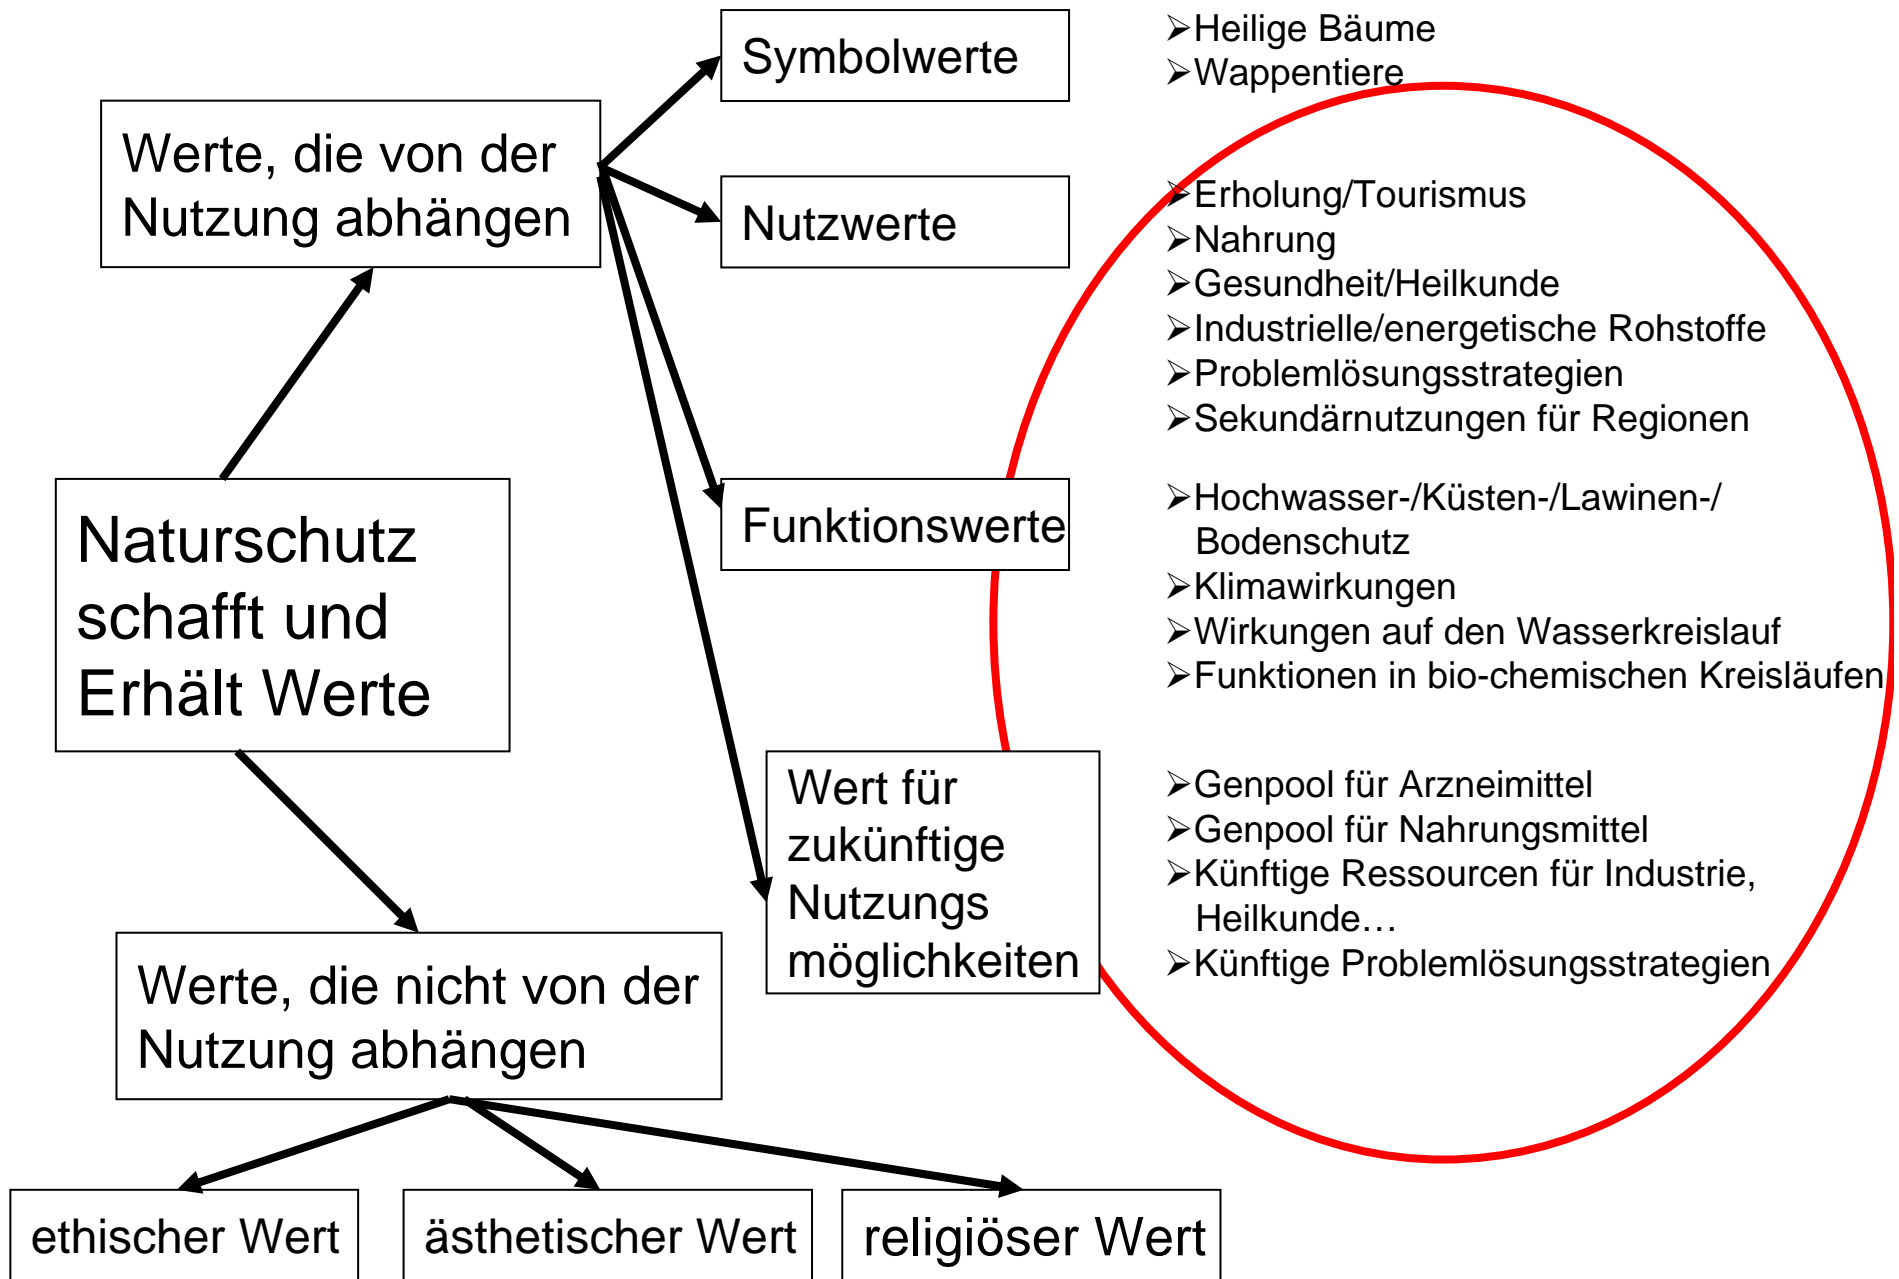 Symbolwerte
➢Heilige Bäume
➢Wappentiere
Werte, die von der
Nutzung abhängen
Nutzwerte
➢Erholung/Tourismus
➢Nahrung
➢Gesundheit/Heilkunde
➢Industrielle/energetische Rohstoffe
➢Problemlösungsstrategien
➢Sekundärnutzungen für Regionen
Naturschutz
schafft und
Erhält Werte
Funktionswerte
➢Hochwasser-/Küsten-/Lawinen-/
Bodenschutz
➢Klimawirkungen
➢Wirkungen auf den Wasserkreislauf
➢Funktionen in bio-chemischen Kreisläufen
Wert für
zukünftige
Nutzungs
möglichkeiten
➢Genpool für Arzneimittel
➢Genpool für Nahrungsmittel
➢Künftige Ressourcen für Industrie,
Heilkunde…
➢Künftige Problemlösungsstrategien
Werte, die nicht von der
Nutzung abhängen
ethischer Wert
ästhetischer Wert
religiöser Wert